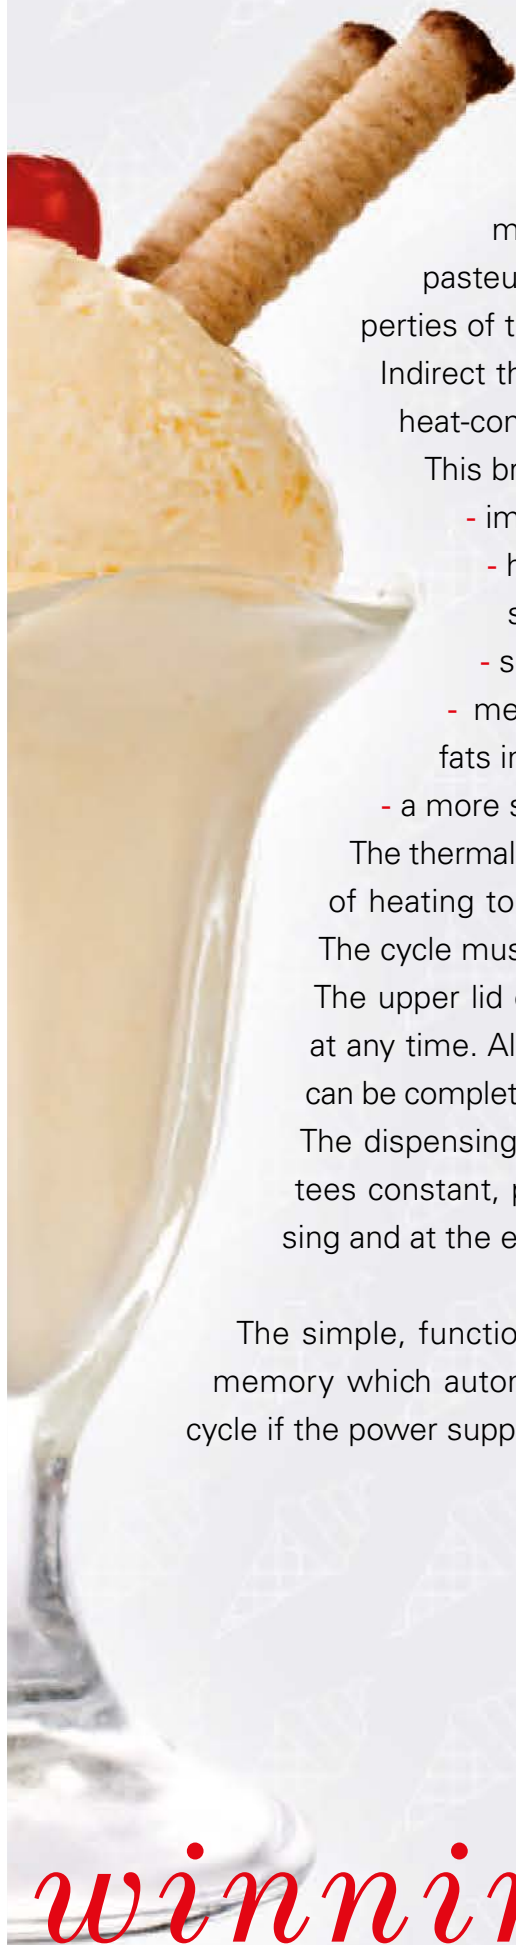 m
pasteu
perties of t
Indirect th
heat-con
This br
- im
- h
s
- s
- me
fats in
- a more s
The thermal
of heating to
The cycle mus
The upper lid
at any time. Al
can be complet
The dispensing
tees constant, p
sing and at the e
The simple, functio
memory which autor
cycle if the power supp
winnin